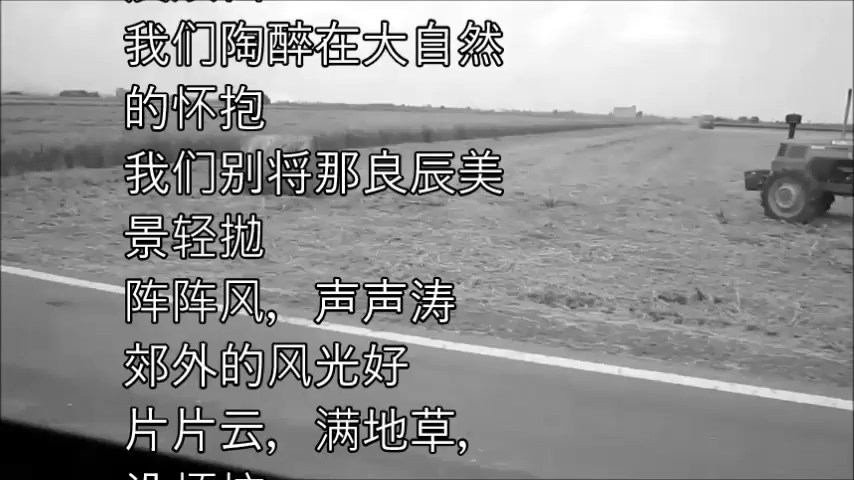 我们陶醉在大自然
的怀抱
我们别将那良辰美
景轻抛
阵阵风，声声涛
郊外的风光好
片片云，满地草，